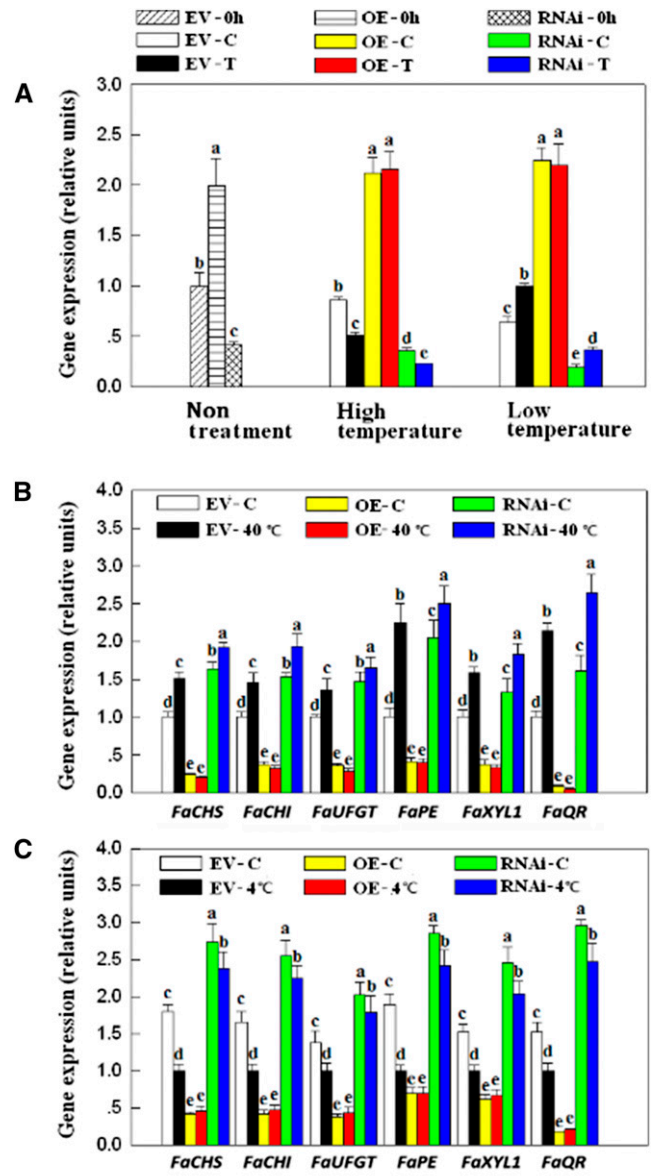 EV-0h OE-0h RNAi-0h
EV-C OE-C RNAi-C
EV-T OE-T RNAi-T
A
Gene expression (relative units)
3.0
2.5
2.0
1.5
1.0
.5
0.0
b a c
b c a a c e
c b a a e d
Non treatment
High temperature
Low temperature
B
EV-C OE-C RNAi-C
EV-40 ℃ OE-40 ℃ RNAi-40 ℃
Gene expression (relative units)
4.0
3.5
3.0
2.5
2.0
1.5
1.0
.5
0.0
d c e e b a
d c e e b a
d c e e b a
d b e e c a
d b e e c a
d b e e c a
FaCHS FaCHI FaUFGT FaPE FaXYL1 FaQR
C
EV-C OE-C RNAi-C
EV-4℃ OE-4℃ RNAi-4℃
Gene expression (relative units)
4.0
3.5
3.0
2.5
2.0
1.5
1.0
.5
0.0
c d e e a b
c d e e a b
c d e e a b
c d e e a b
c d e e a b
c d e e a b
FaCHS FaCHI FaUFGT FaPE FaXYL1 FaQR